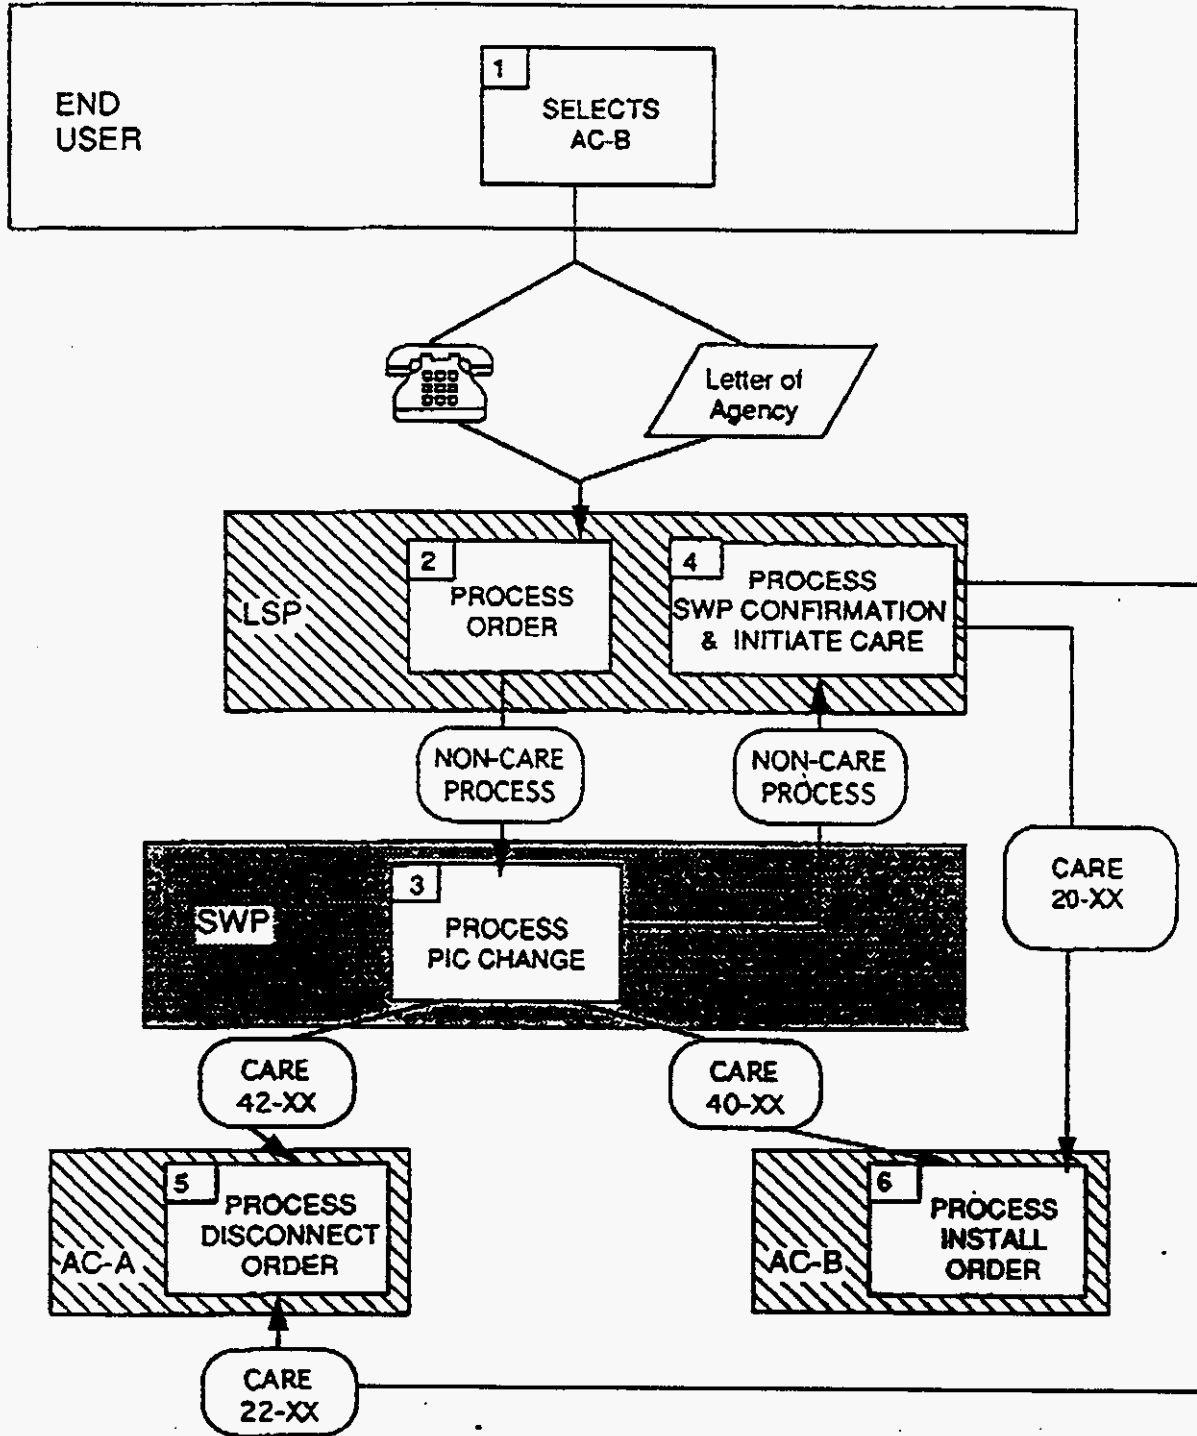 1
SELECTS
AC-B
END
USER
Letter of
Agency
2
PROCESS
ORDER
4
PROCESS
SWP CONFIRMATION
& INITIATE CARE
LSP
NON-CARE
PROCESS
NON-CARE
PROCESS
CARE
20-XX
3
PROCESS
PIC CHANGE
SWP
CARE
42-XX
CARE
40-XX
5
PROCESS
DISCONNECT
ORDER
AC-A
6
PROCESS
INSTALL
ORDER
AC-B
CARE
22-XX